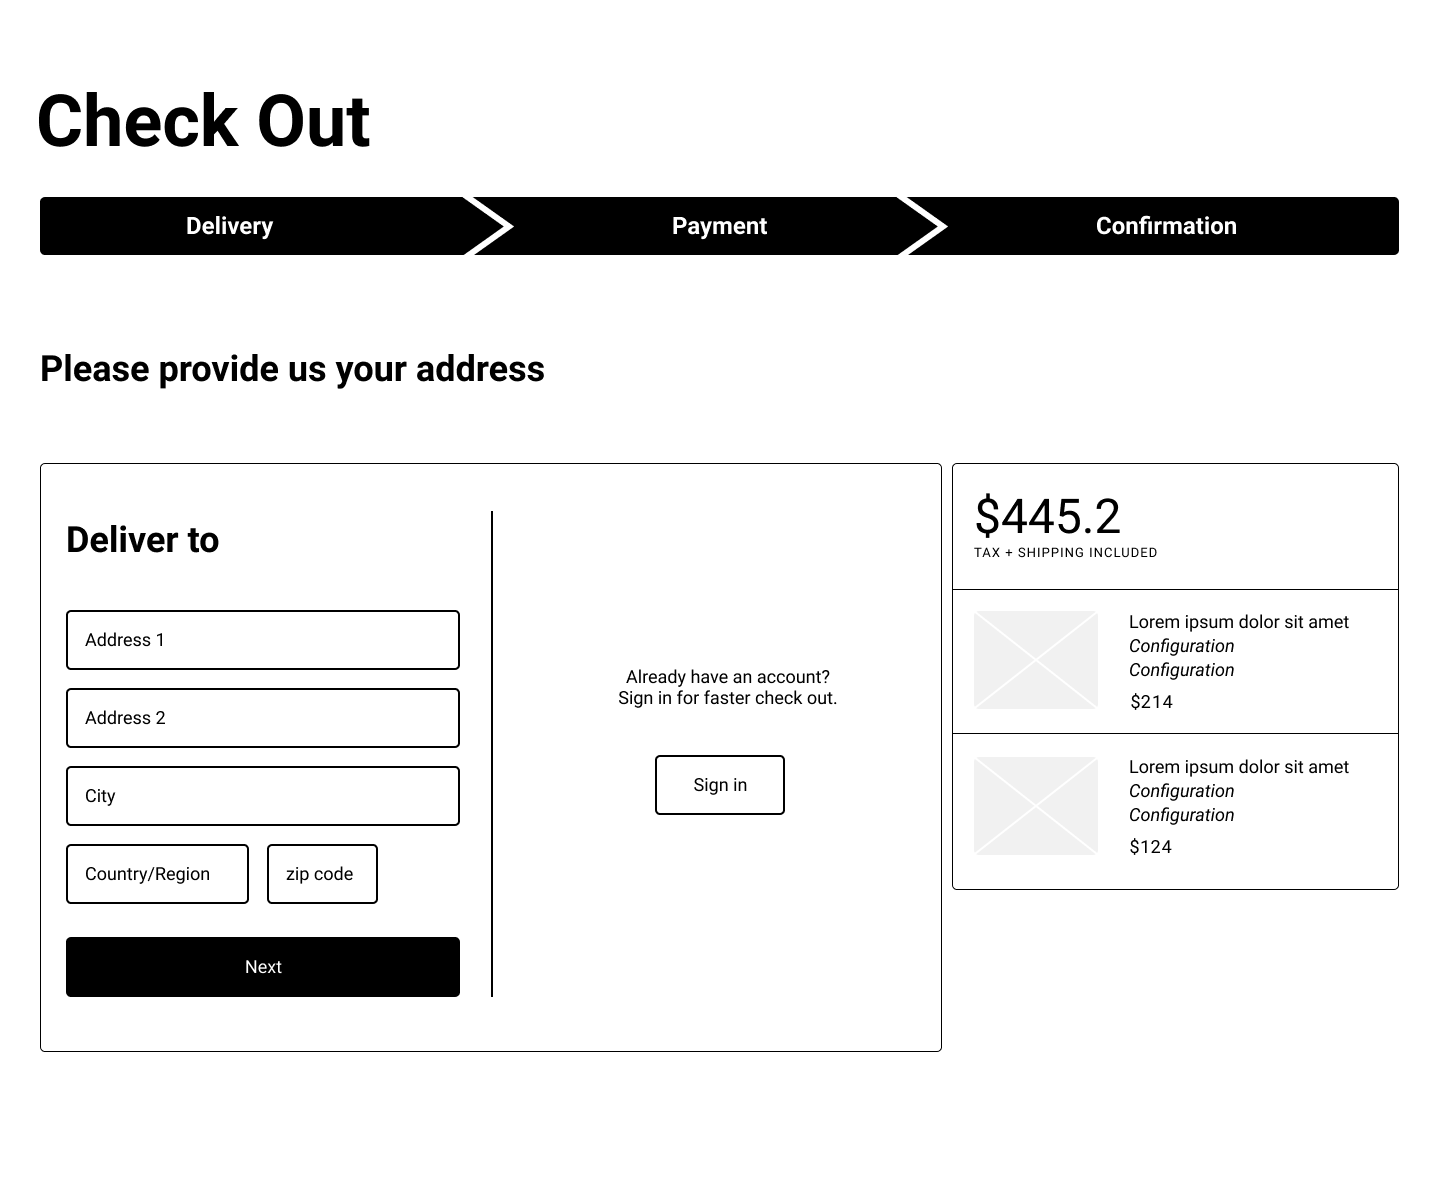 Check Out
Delivery
Payment
Confirmation
Please provide us your address
Deliver to
Address 1
Address 2
City
Country/Region
zip code
Next
Already have an account?
Sign in for faster check out.
Sign in
$445.2
TAX + SHIPPING INCLUDED
Lorem ipsum dolor sit amet
Configuration
Configuration
$214
Lorem ipsum dolor sit amet
Configuration
Configuration
$124